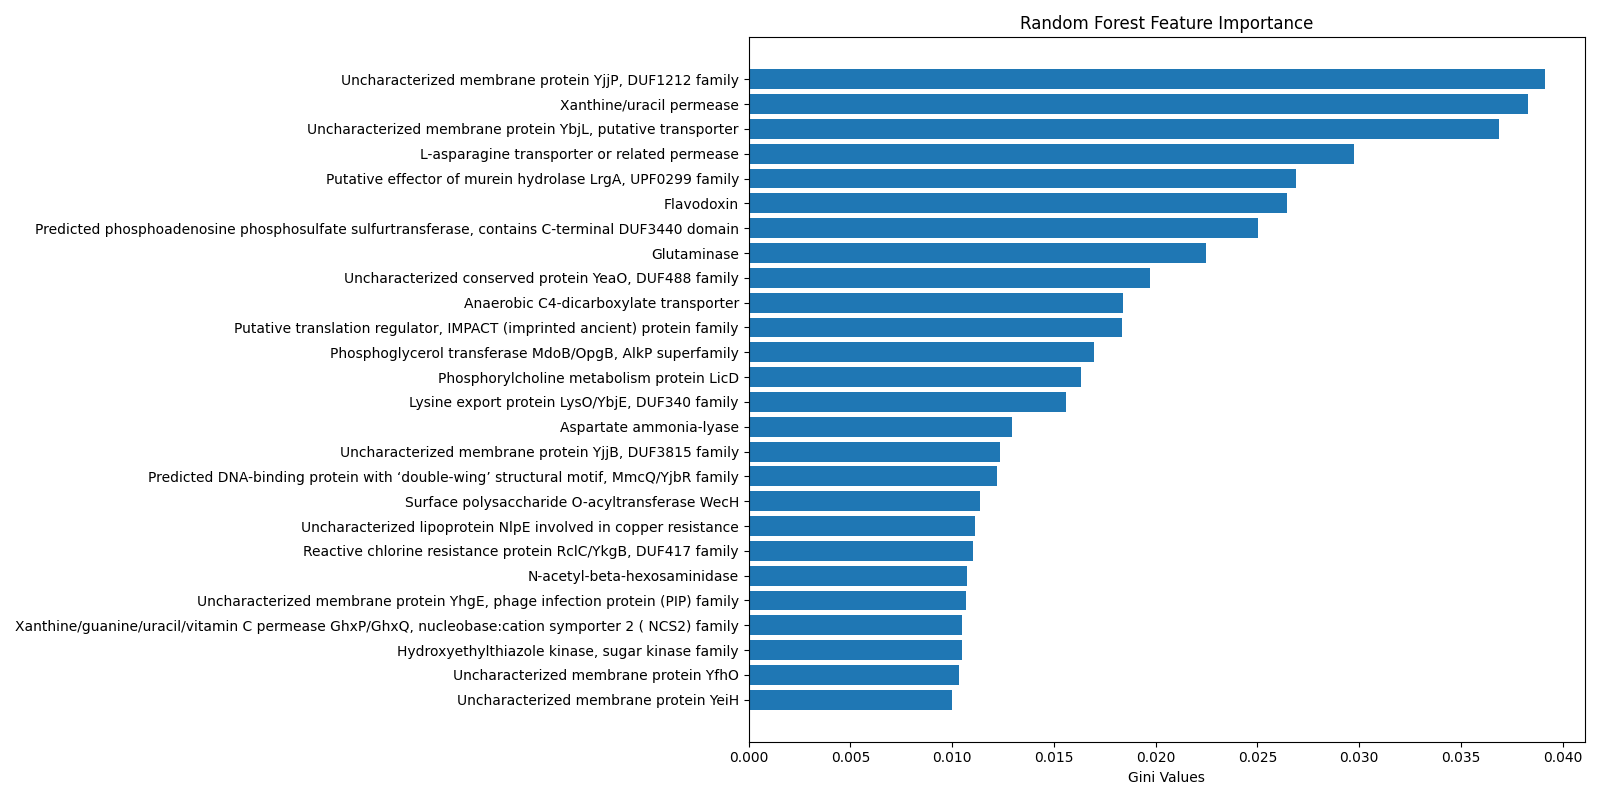 Random Forest Feature Importance
Uncharacterized membrane protein YjjP, DUF1212 family
Xanthine/uracil permease
Uncharacterized membrane protein YbjL, putative transporter
L-asparagine transporter or related permease
Putative effector of murein hydrolase LrgA, UPF0299 family
Flavodoxin
Predicted phosphoadenosine phosphosulfate sulfurtransferase, contains C-terminal DUF3440 domain
Glutaminase
Uncharacterized conserved protein YeaO, DUF488 family
Anaerobic C4-dicarboxylate transporter
Putative translation regulator, IMPACT (imprinted ancient) protein family
Phosphoglycerol transferase MdoB/OpgB, AlkP superfamily
Phosphorylcholine metabolism protein LicD
Lysine export protein LysO/YbjE, DUF340 family
Aspartate ammonia-lyase
Uncharacterized membrane protein YjjB, DUF3815 family
Predicted DNA-binding protein with ‘double-wing’ structural motif, MmcQ/YjbR family
Surface polysaccharide O-acyltransferase WecH
Uncharacterized lipoprotein NlpE involved in copper resistance
Reactive chlorine resistance protein RclC/YkgB, DUF417 family
N-acetyl-beta-hexosaminidase
Uncharacterized membrane protein YhgE, phage infection protein (PIP) family
Xanthine/guanine/uracil/vitamin C permease GhxP/GhxQ, nucleobase:cation symporter 2 ( NCS2) family
Hydroxyethylthiazole kinase, sugar kinase family
Uncharacterized membrane protein YfhO
Uncharacterized membrane protein YeiH
0.000 0.005 0.010 0.015 0.020 0.025 0.030 0.035 0.040
Gini Values